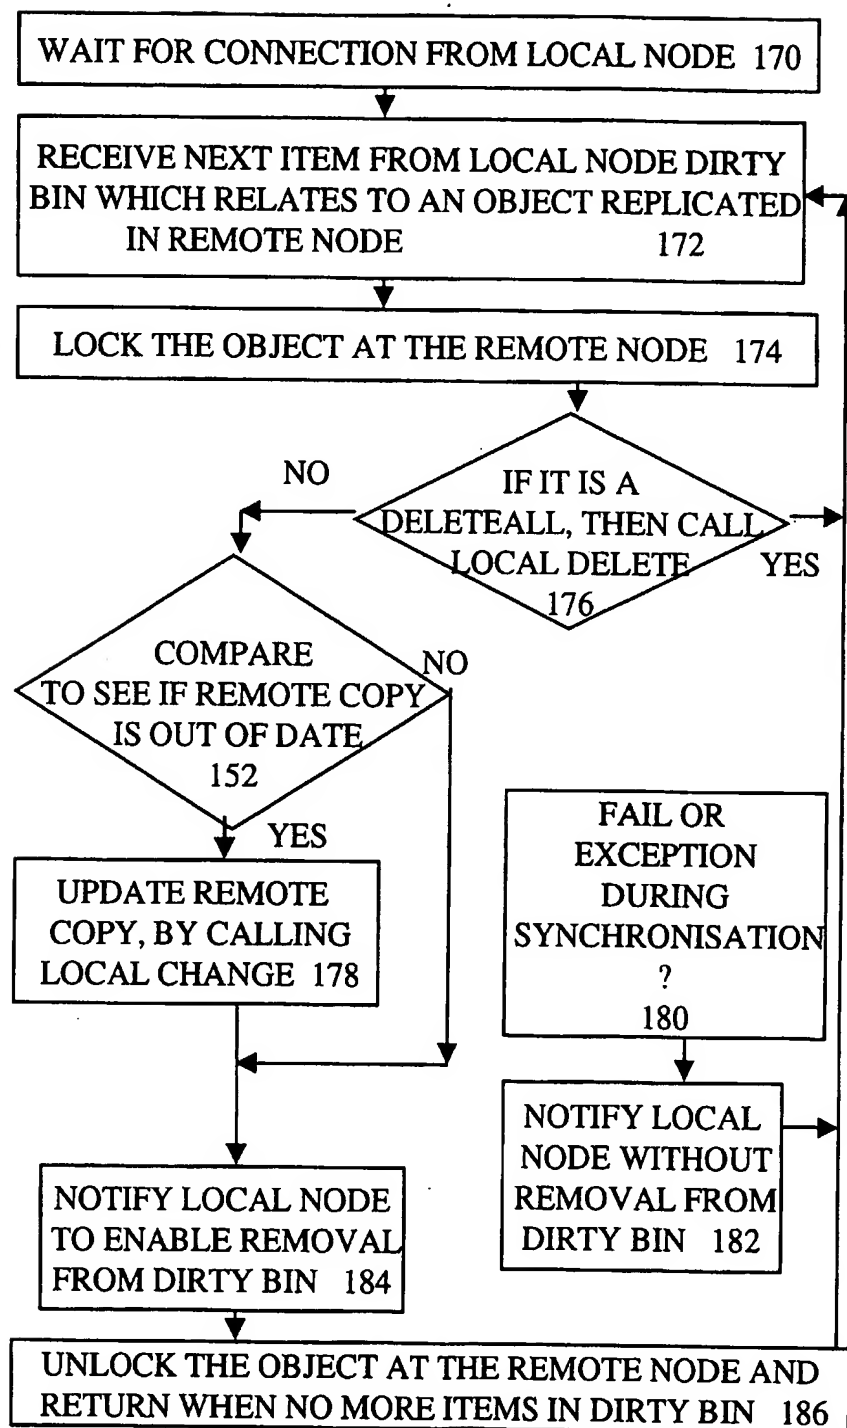 WAIT FOR CONNECTION FROM LOCAL NODE 170
RECEIVE NEXT ITEM FROM LOCAL NODE DIRTY
BIN WHICH RELATES TO AN OBJECT REPLICATED
IN REMOTE NODE 172
LOCK THE OBJECT AT THE REMOTE NODE 174
NO
IF IT IS A
DELETEALL, THEN CALL
LOCAL DELETE
176
YES
COMPARE
TO SEE IF REMOTE COPY
IS OUT OF DATE
152
NO
YES
UPDATE REMOTE
COPY, BY CALLING
LOCAL CHANGE 178
FAIL OR
EXCEPTION
DURING
SYNCHRONISATION
?
180
NOTIFY LOCAL
NODE WITHOUT
REMOVAL FROM
DIRTY BIN 182
NOTIFY LOCAL NODE
TO ENABLE REMOVAL
FROM DIRTY BIN 184
UNLOCK THE OBJECT AT THE REMOTE NODE AND
RETURN WHEN NO MORE ITEMS IN DIRTY BIN 186